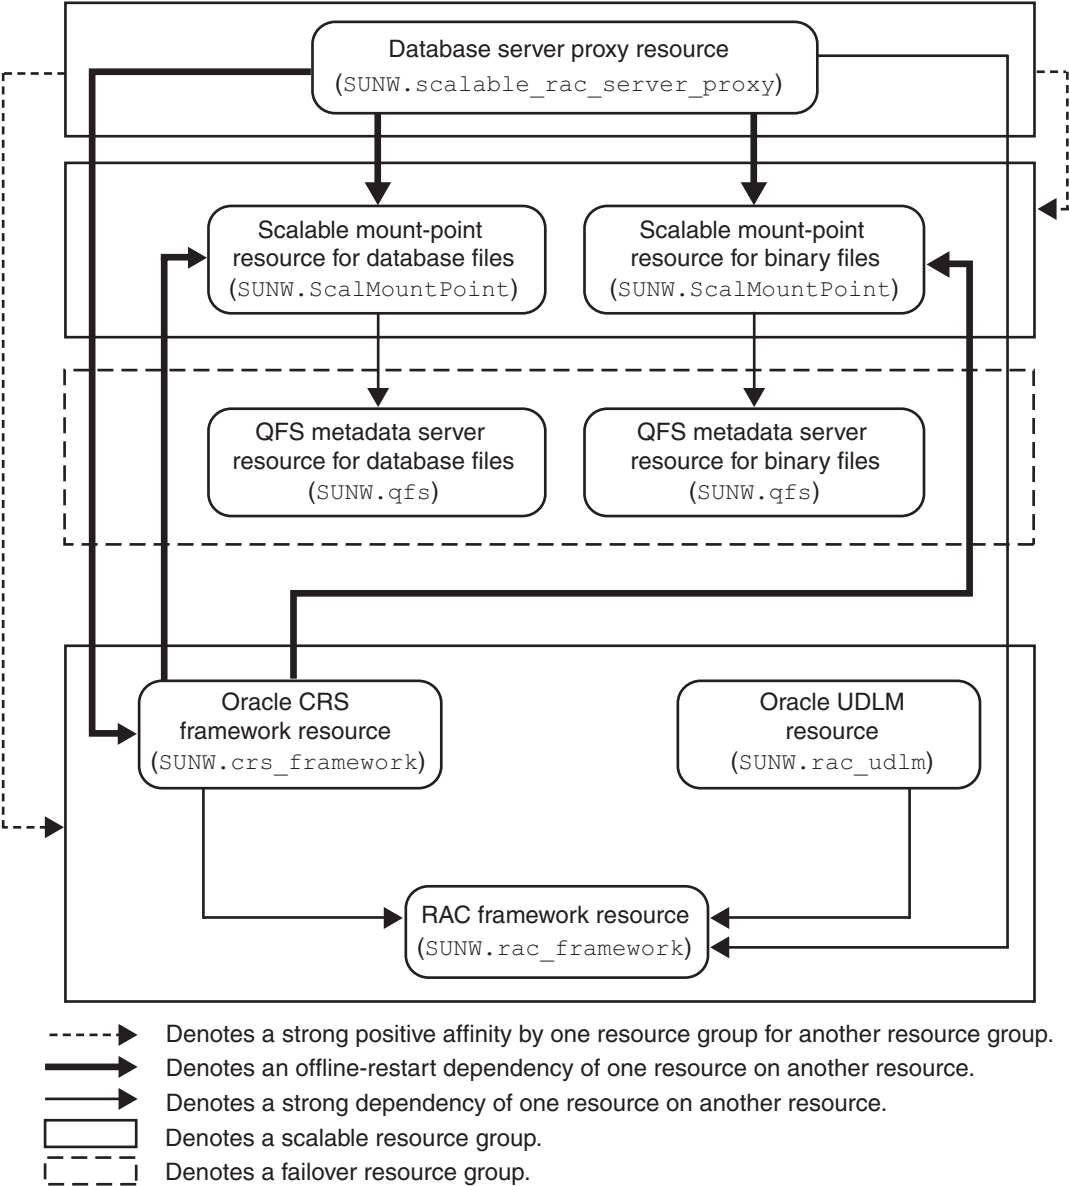 Database server proxy resource
(SUNW.scalable_rac_server_proxy)
Scalable mount-point
resource for database files
(SUNW.ScalMountPoint)
Scalable mount-point
resource for binary files
(SUNW.ScalMountPoint)
QFS metadata server
resource for database files
(SUNW.qfs)
QFS metadata server
resource for binary files
(SUNW.qfs)
Oracle CRS
framework resource
(SUNW.crs_framework)
Oracle UDLM
resource
(SUNW.rac_udlm)
RAC framework resource
(SUNW.rac_framework)
Denotes a strong positive affinity by one resource group for another resource group.
Denotes an offline-restart dependency of one resource on another resource.
Denotes a strong dependency of one resource on another resource.
Denotes a scalable resource group.
Denotes a failover resource group.